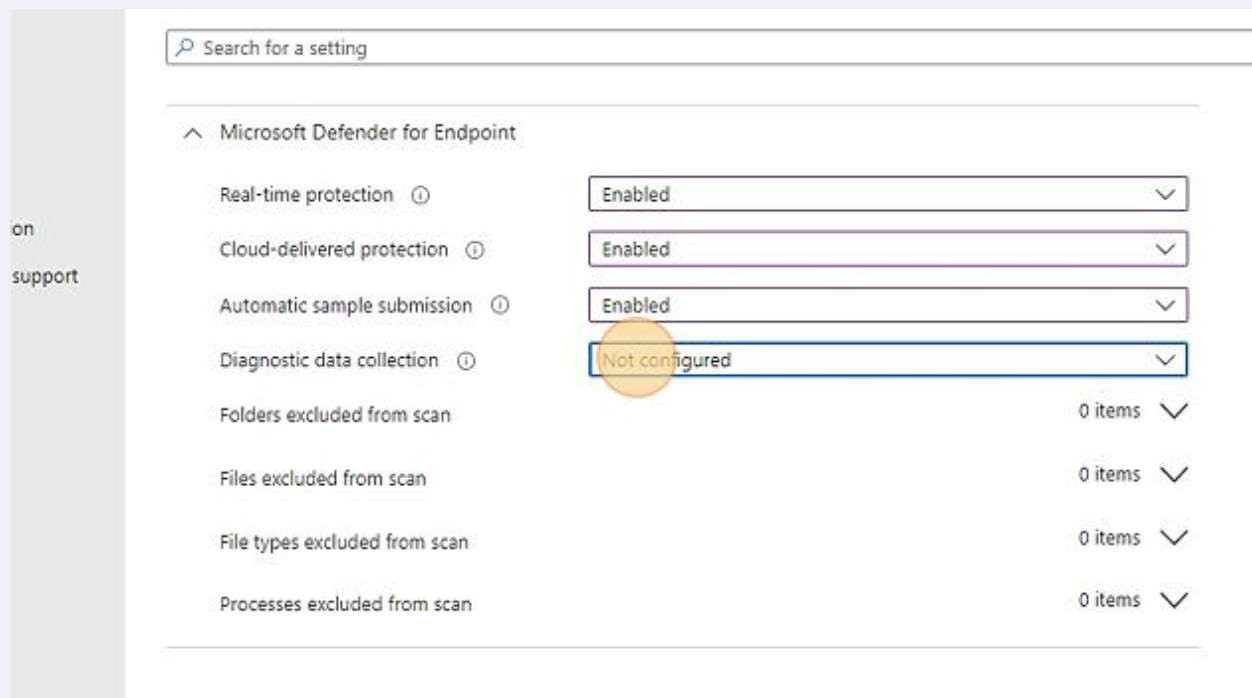 Search for a setting
Microsoft Defender for Endpoint
Real-time protection Enabled
on
Cloud-delivered protection Enabled
support
Automatic sample submission Enabled
Diagnostic data collection Not configured
Folders excluded from scan 0 items
Files excluded from scan 0 items
File types excluded from scan 0 items
Processes excluded from scan 0 items